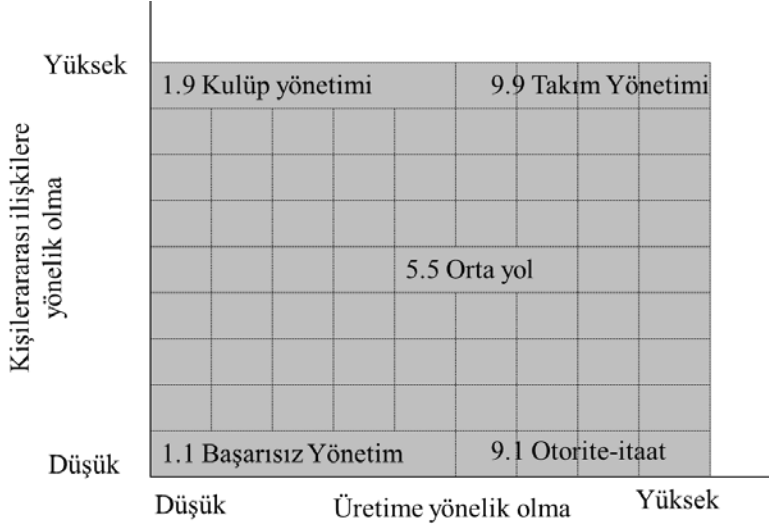 Yüksek
1.9 Kulüp yönetimi
9.9 Takım Yönetimi
Kişilerarası ilişkilere
yönelik olma
5.5 Orta yol
1.1 Başarısız Yönetim
9.1 Otorite-itaat
Düşük
Düşük
Üretime yönelik olma
Yüksek